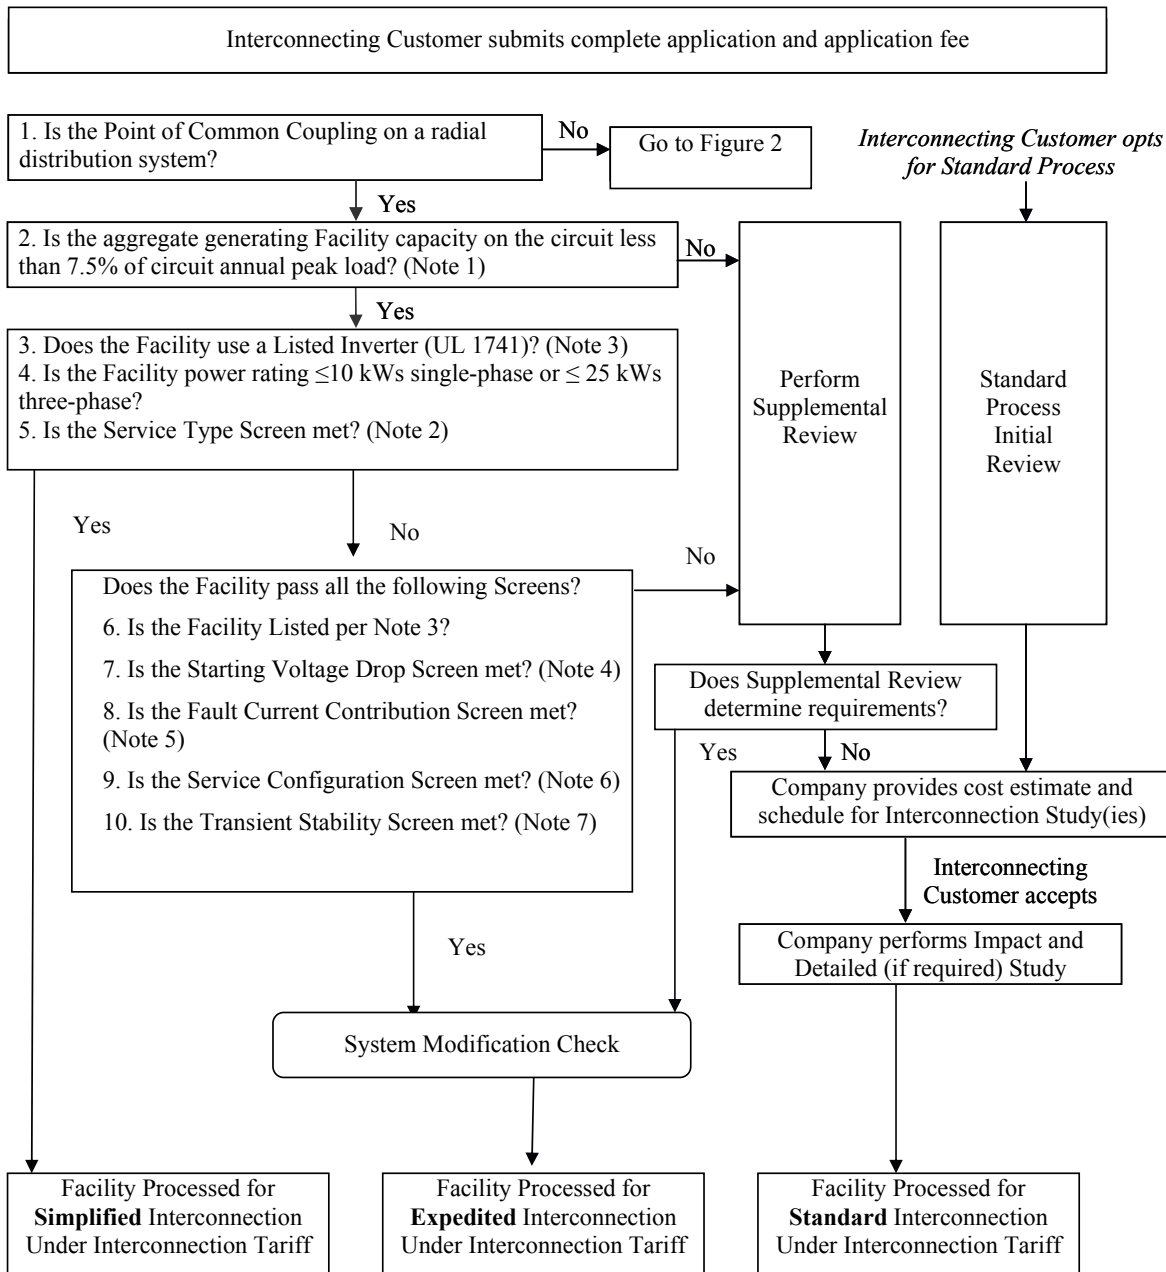 Interconnecting Customer submits complete application and application fee
1. Is the Point of Common Coupling on a radial
distribution system?
No
Go to Figure 2
Interconnecting Customer opts
for Standard Process
Yes
2. Is the aggregate generating Facility capacity on the circuit less
than 7.5% of circuit annual peak load? (Note 1)
No
Yes
3. Does the Facility use a Listed Inverter (UL 1741)? (Note 3)
4. Is the Facility power rating ≤10 kWs single-phase or ≤ 25 kWs
three-phase?
5. Is the Service Type Screen met? (Note 2)
Perform
Supplemental
Review
Standard
Process
Initial
Review
Yes
No
No
Does the Facility pass all the following Screens?
6. Is the Facility Listed per Note 3?
7. Is the Starting Voltage Drop Screen met? (Note 4)
8. Is the Fault Current Contribution Screen met?
(Note 5)
9. Is the Service Configuration Screen met? (Note 6)
10. Is the Transient Stability Screen met? (Note 7)
Does Supplemental Review
determine requirements?
Yes
No
Company provides cost estimate and
schedule for Interconnection Study(ies)
Interconnecting
Customer accepts
Company performs Impact and
Detailed (if required) Study
Yes
System Modification Check
Facility Processed for
Simplified Interconnection
Under Interconnection Tariff
Facility Processed for
Expedited Interconnection
Under Interconnection Tariff
Facility Processed for
Standard Interconnection
Under Interconnection Tariff